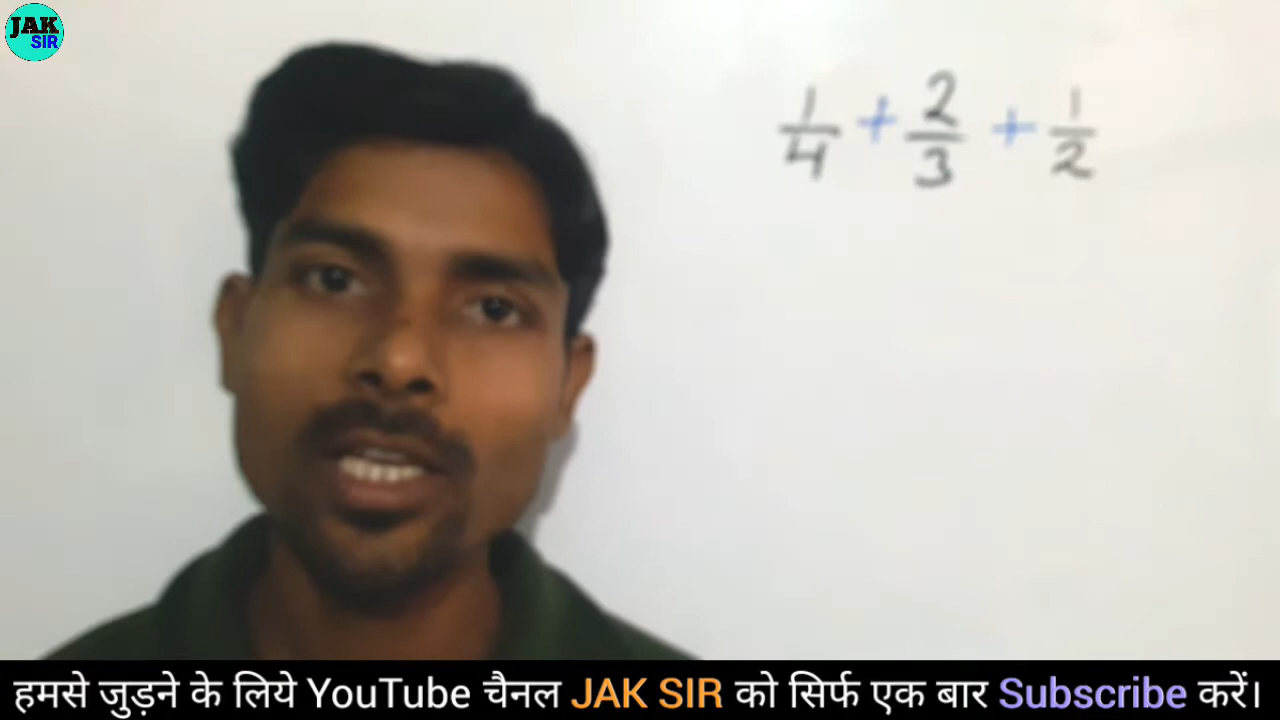 JAK
SIR
1/4 + 2/3 + 1/2
हमसे जुड़ने के लिये YouTube चैनल JAK SIR को सिर्फ एक बार Subscribe करें।